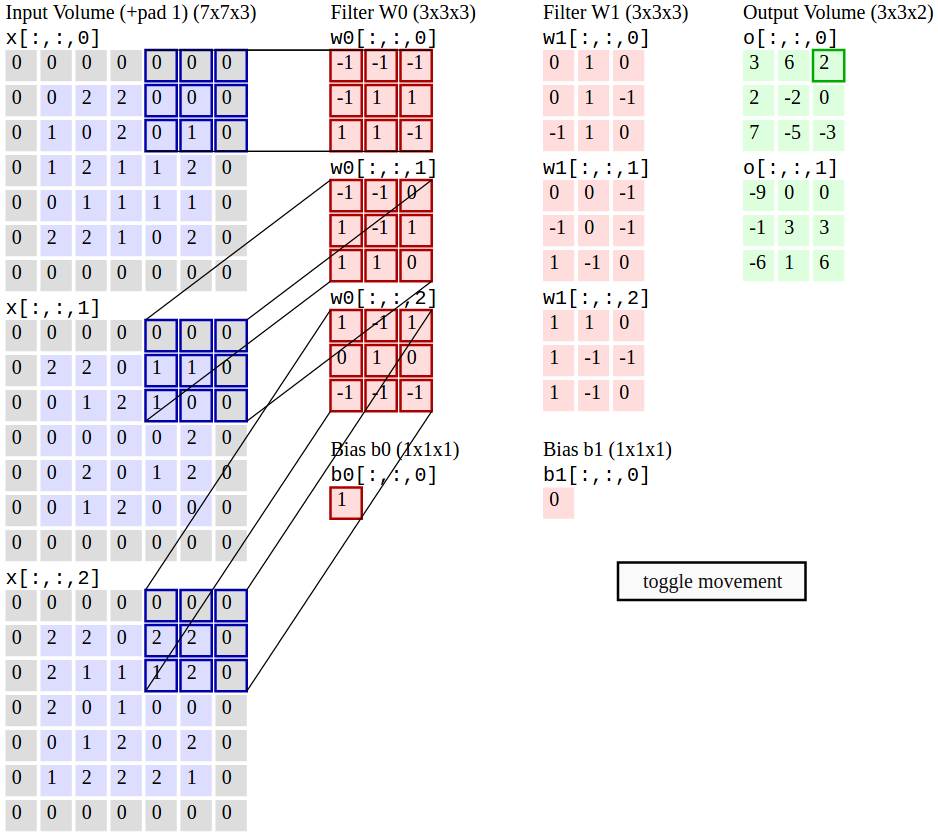 Input Volume (+pad 1) (7x7x3)
x[:,:,0]
0 0 0 0 0 0 0
0 0 2 2 0 0 0
0 1 0 2 0 1 0
0 1 2 1 1 2 0
0 0 1 1 1 1 0
0 2 2 1 0 2 0
0 0 0 0 0 0 0
x[:,:,1]
0 0 0 0 0 0 0
0 2 2 0 1 1 0
0 0 1 2 1 0 0
0 0 0 0 0 2 0
0 0 2 0 1 2 0
0 0 1 2 0 0 0
0 0 0 0 0 0 0
x[:,:,2]
0 0 0 0 0 0 0
0 2 2 0 2 2 0
0 2 1 1 1 2 0
0 2 0 1 0 0 0
0 0 1 2 0 2 0
0 1 2 2 2 1 0
0 0 0 0 0 0 0
Filter W0 (3x3x3)
w0[:,:,0]
-1 -1 -1
-1 1 1
1 1 -1
w0[:,:,1]
-1 -1 0
1 -1 1
1 1 0
w0[:,:,2]
1 -1 1
0 1 0
-1 -1 -1
Bias b0 (1x1x1)
b0[:,:,0]
1
Filter W1 (3x3x3)
w1[:,:,0]
0 1 0
0 1 -1
-1 1 0
w1[:,:,1]
0 0 -1
-1 0 -1
1 -1 0
w1[:,:,2]
1 1 0
1 -1 -1
1 -1 0
Bias b1 (1x1x1)
b1[:,:,0]
0
Output Volume (3x3x2)
o[:,:,0]
3 6 2
2 -2 0
7 -5 -3
o[:,:,1]
-9 0 0
-1 3 3
-6 1 6
toggle movement